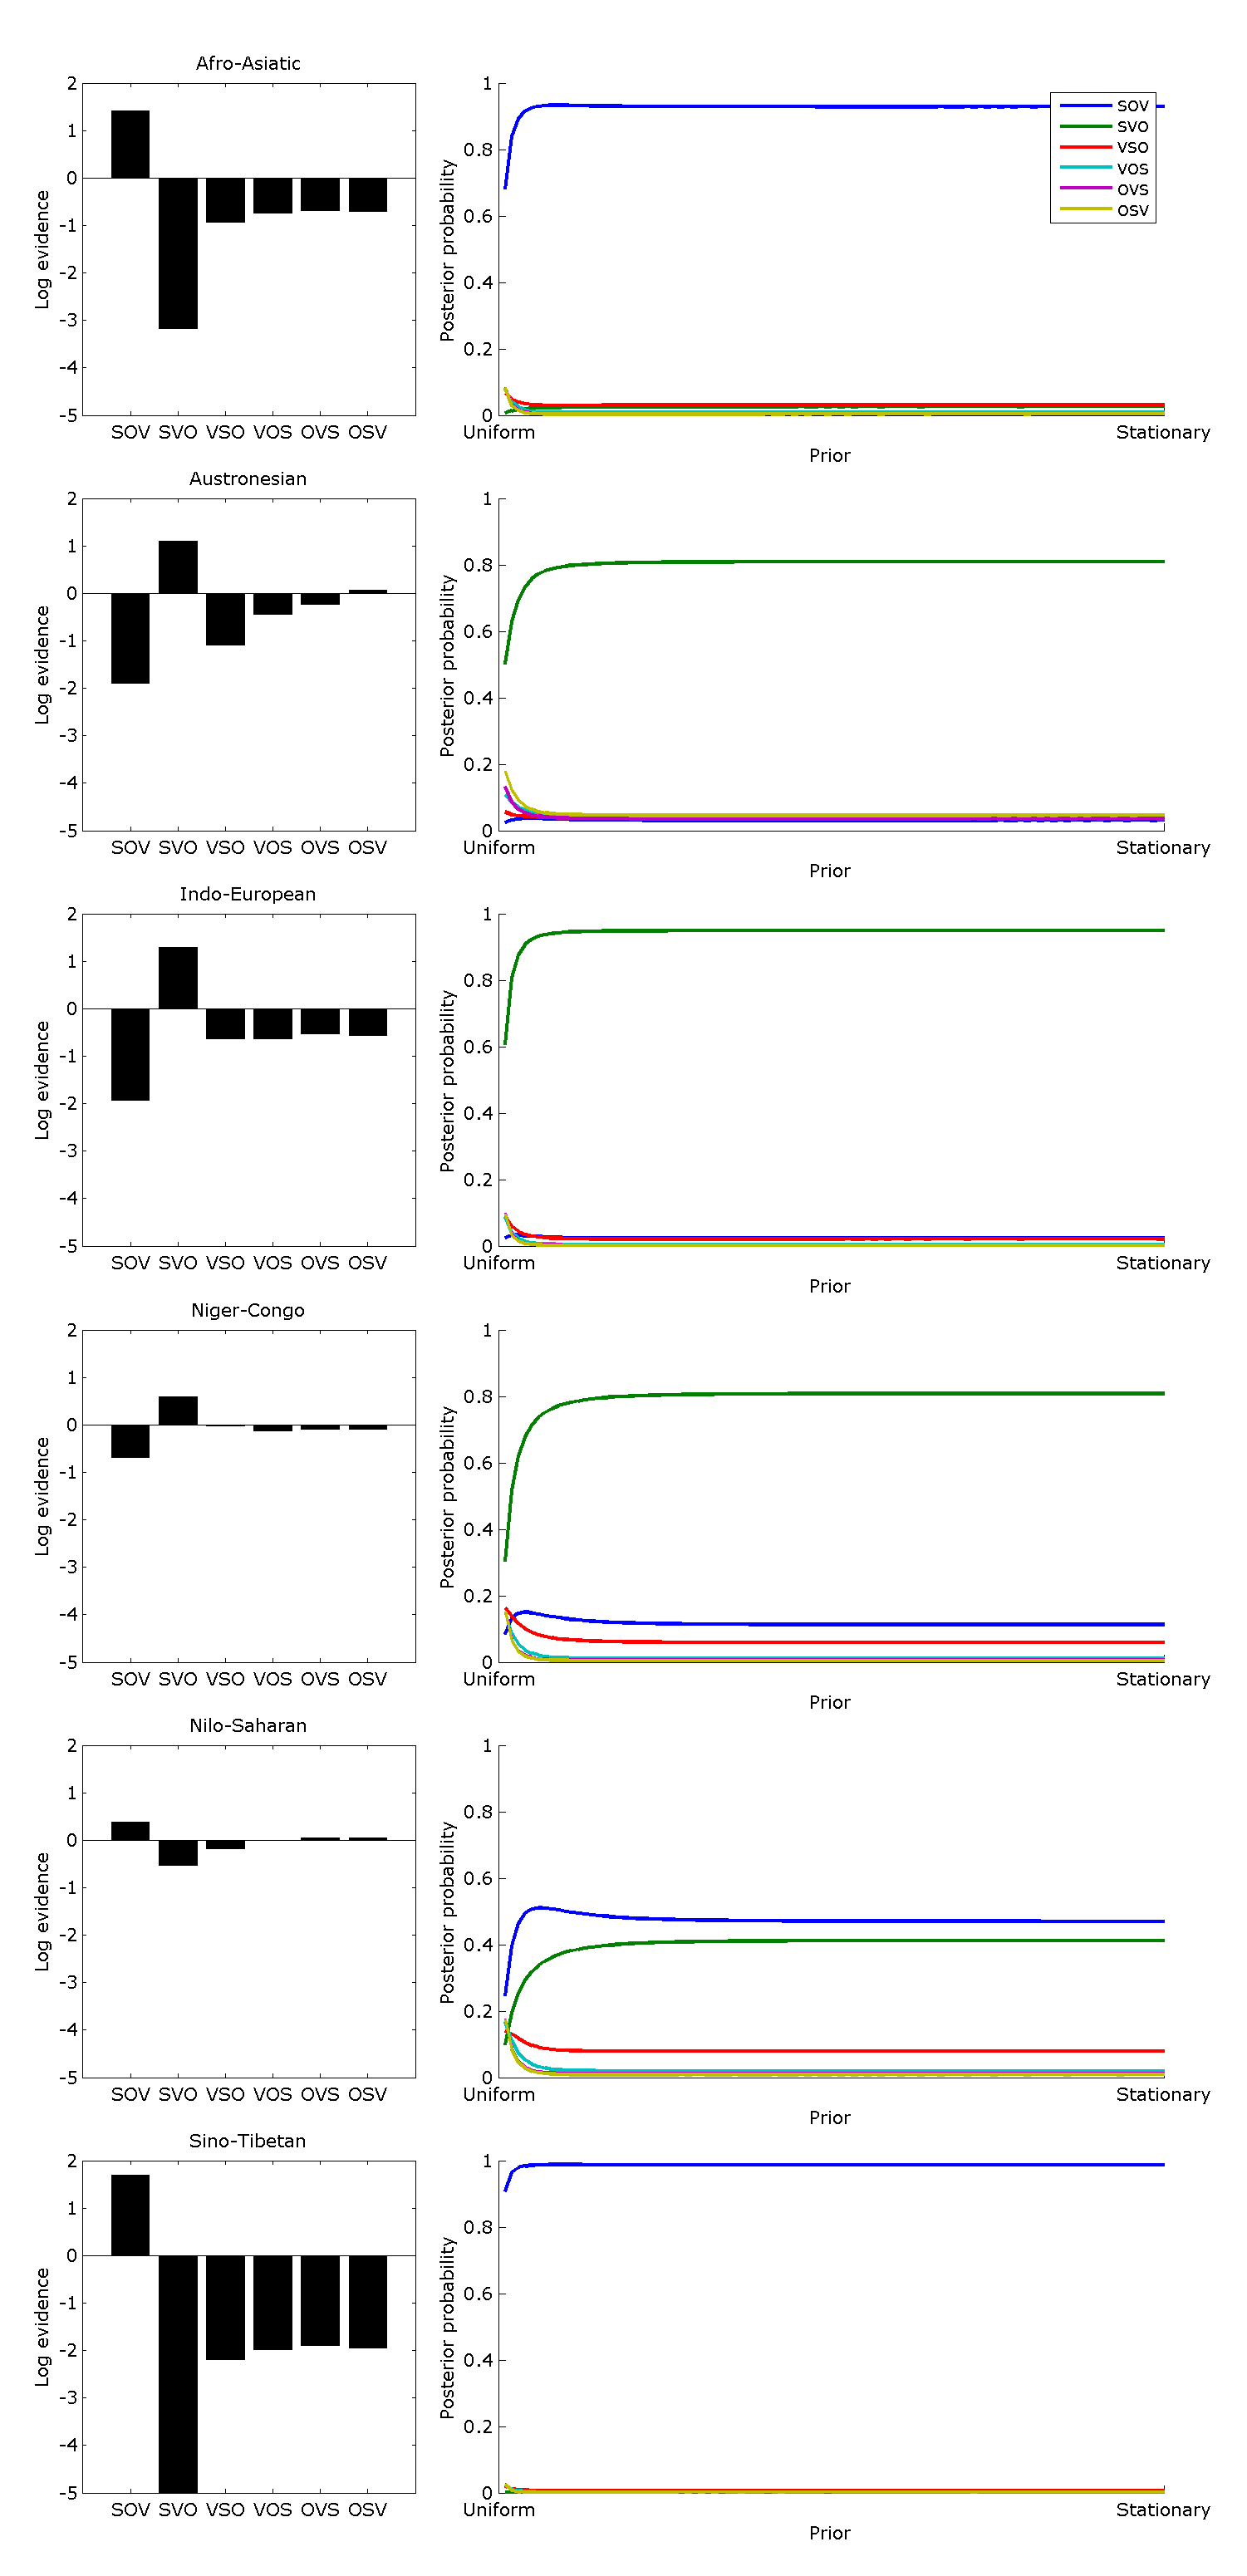 Afro-Asiatic
Log evidence
2
1
0
-1
-2
-3
-4
-5
SOV SVO VSO VOS OVS OSV
Posterior probability
1
0.8
0.6
0.4
0.2
0
SOV
SVO
VSO
VOS
OVS
OSV
Uniform Stationary
Prior
Austronesian
Log evidence
2
1
0
-1
-2
-3
-4
-5
SOV SVO VSO VOS OVS OSV
Posterior probability
1
0.8
0.6
0.4
0.2
0
Uniform Stationary
Prior
Indo-European
Log evidence
2
1
0
-1
-2
-3
-4
-5
SOV SVO VSO VOS OVS OSV
Posterior probability
1
0.8
0.6
0.4
0.2
0
Uniform Stationary
Prior
Niger-Congo
Log evidence
2
1
0
-1
-2
-3
-4
-5
SOV SVO VSO VOS OVS OSV
Posterior probability
1
0.8
0.6
0.4
0.2
0
Uniform Stationary
Prior
Nilo-Saharan
Log evidence
2
1
0
-1
-2
-3
-4
-5
SOV SVO VSO VOS OVS OSV
Posterior probability
1
0.8
0.6
0.4
0.2
0
Uniform Stationary
Prior
Sino-Tibetan
Log evidence
2
1
0
-1
-2
-3
-4
-5
SOV SVO VSO VOS OVS OSV
Posterior probability
1
0.8
0.6
0.4
0.2
0
Uniform Stationary
Prior